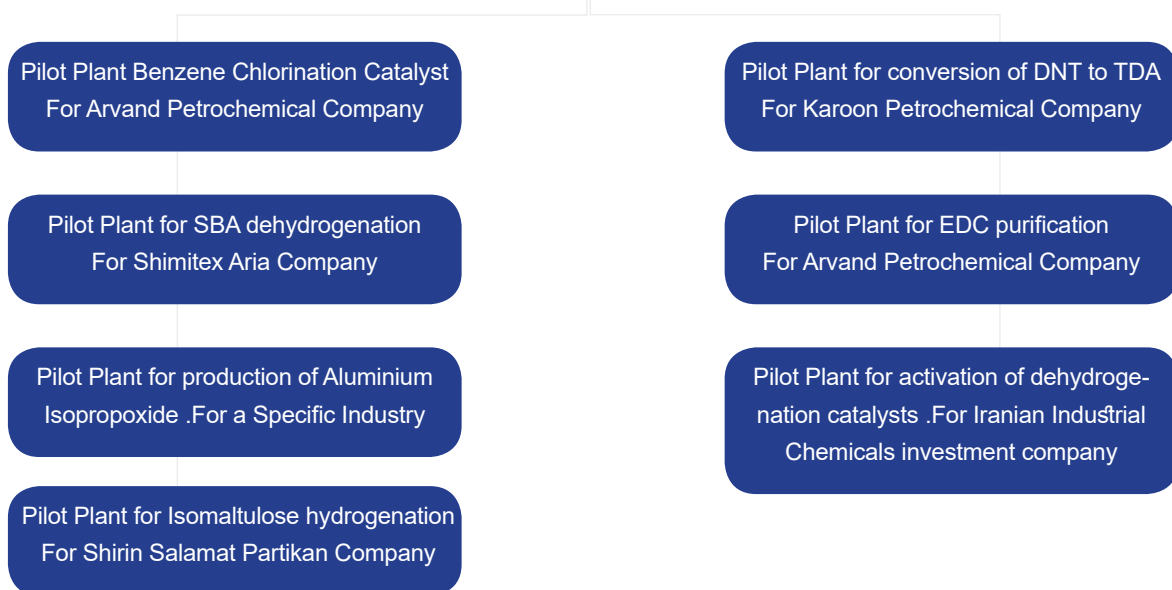 Pilot Plant Benzene Chlorination Catalyst
For Arvand Petrochemical Company
Pilot Plant for SBA dehydrogenation
For Shimitex Aria Company
Pilot Plant for production of Aluminium
Isopropoxide .For a Specific Industry
Pilot Plant for Isomaltulose hydrogenation
For Shirin Salamat Partikan Company
Pilot Plant for conversion of DNT to TDA
For Karoon Petrochemical Company
Pilot Plant for EDC purification
For Arvand Petrochemical Company
Pilot Plant for activation of dehydroge-
nation catalysts .For Iranian Industrial
Chemicals investment company